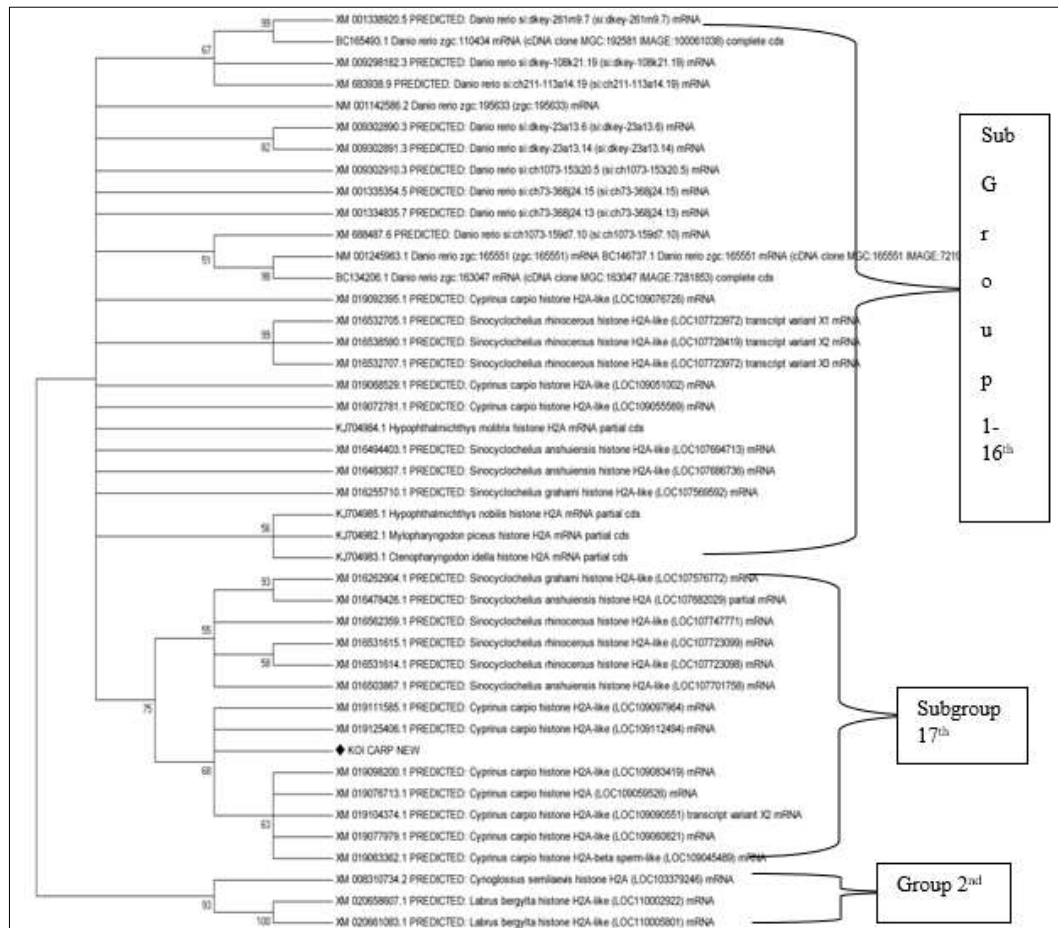 XM 001338920.5 PREDICTED: Danio rerio si:dkey-261m9.7 (si:dkey-261m9.7) mRNA
BC165493.1 Danio rerio zgc:110434 mRNA (cDNA clone MGC:192581 IMAGE:100061038) complete cds
XM 009298182.3 PREDICTED: Danio rerio si:dkey-108k21.19 (si:dkey-108k21.19) mRNA
XM 683938.9 PREDICTED: Danio rerio si:ch211-113a14.19 (si:ch211-113a14.19) mRNA
NM 001142586.2 Danio rerio zgc:195633 (zgc:195633) mRNA
XM 009302890.3 PREDICTED: Danio rerio si:dkey-23a13.6 (si:dkey-23a13.6) mRNA
XM 009302891.3 PREDICTED: Danio rerio si:dkey-23a13.14 (si:dkey-23a13.14) mRNA
XM 009302910.3 PREDICTED: Danio rerio si:ch1073-153i20.5 (si:ch1073-153i20.5) mRNA
XM 001335354.5 PREDICTED: Danio rerio si:ch73-368j24.15 (si:ch73-368j24.15) mRNA
XM 001334835.7 PREDICTED: Danio rerio si:ch73-368j24.13 (si:ch73-368j24.13) mRNA
XM 688487.6 PREDICTED: Danio rerio si:ch1073-159d7.10 (si:ch1073-159d7.10) mRNA
NM 001245963.1 Danio rerio zgc:165551 (zgc:165551) mRNA BC146737.1 Danio rerio zgc:165551 mRNA (cDNA clone MGC:165551 IMAGE:7210
BC134206.1 Danio rerio zgc:163047 mRNA (cDNA clone MGC:163047 IMAGE:7281853) complete cds
XM 019092395.1 PREDICTED: Cyprinus carpio histone H2A-like (LOC109076726) mRNA
XM 016532705.1 PREDICTED: Sinocyclocheilus rhinocerous histone H2A-like (LOC107723972) transcript variant X1 mRNA
XM 016538580.1 PREDICTED: Sinocyclocheilus rhinocerous histone H2A-like (LOC107728419) transcript variant X2 mRNA
XM 016532707.1 PREDICTED: Sinocyclocheilus rhinocerous histone H2A-like (LOC107723972) transcript variant X3 mRNA
XM 019068529.1 PREDICTED: Cyprinus carpio histone H2A-like (LOC109051002) mRNA
XM 019072781.1 PREDICTED: Cyprinus carpio histone H2A-like (LOC109055589) mRNA
KJ704984.1 Hypophthalmichthys molitrix histone H2A mRNA partial cds
XM 016494403.1 PREDICTED: Sinocyclocheilus anshuiensis histone H2A-like (LOC107694713) mRNA
XM 016483837.1 PREDICTED: Sinocyclocheilus anshuiensis histone H2A-like (LOC107686736) mRNA
XM 016255710.1 PREDICTED: Sinocyclocheilus grahami histone H2A-like (LOC107569592) mRNA
KJ704985.1 Hypophthalmichthys nobilis histone H2A mRNA partial cds
KJ704982.1 Mylopharyngodon piceus histone H2A mRNA partial cds
KJ704983.1 Ctenopharyngodon idella histone H2A mRNA partial cds
XM 016262904.1 PREDICTED: Sinocyclocheilus grahami histone H2A-like (LOC107576772) mRNA
XM 016478426.1 PREDICTED: Sinocyclocheilus anshuiensis histone H2A (LOC107682029) partial mRNA
XM 016562359.1 PREDICTED: Sinocyclocheilus rhinocerous histone H2A-like (LOC107747771) mRNA
XM 016531615.1 PREDICTED: Sinocyclocheilus rhinocerous histone H2A-like (LOC107723099) mRNA
XM 016531614.1 PREDICTED: Sinocyclocheilus rhinocerous histone H2A-like (LOC107723098) mRNA
XM 016503867.1 PREDICTED: Sinocyclocheilus anshuiensis histone H2A-like (LOC107701758) mRNA
XM 019111585.1 PREDICTED: Cyprinus carpio histone H2A-like (LOC109097964) mRNA
XM 019125406.1 PREDICTED: Cyprinus carpio histone H2A-like (LOC109112494) mRNA
◆ KOI CARP NEW
XM 019098200.1 PREDICTED: Cyprinus carpio histone H2A-like (LOC109083419) mRNA
XM 019076713.1 PREDICTED: Cyprinus carpio histone H2A (LOC109059526) mRNA
XM 019104374.1 PREDICTED: Cyprinus carpio histone H2A-like (LOC109090551) transcript variant X2 mRNA
XM 019077979.1 PREDICTED: Cyprinus carpio histone H2A-like (LOC109060621) mRNA
XM 019063362.1 PREDICTED: Cyprinus carpio histone H2A-beta sperm-like (LOC109045489) mRNA
XM 008310734.2 PREDICTED: Cynoglossus semilaevis histone H2A (LOC103379246) mRNA
XM 020658607.1 PREDICTED: Labrus bergylta histone H2A-like (LOC110002922) mRNA
XM 020661083.1 PREDICTED: Labrus bergylta histone H2A-like (LOC110005801) mRNA
99
67
82
51
98
99
56
93
55
58
75
68
63
93
100
Sub
G
r
o
u
p
1-
16th
Subgroup
17th
Group 2nd